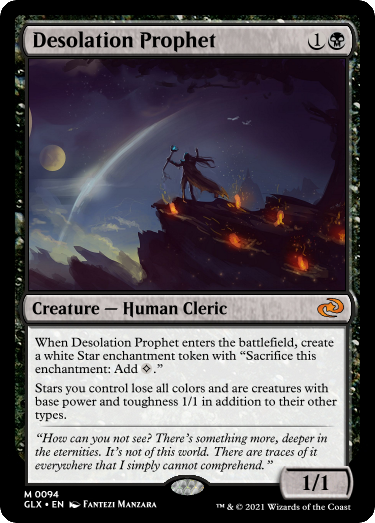 Desolation Prophet 1
Creature — Human Cleric
When Desolation Prophet enters the battlefield, create
a white Star enchantment token with “Sacrifice this
enchantment: Add .”
Stars you control lose all colors and are creatures with
base power and toughness 1/1 in addition to their other
types.
“How can you not see? There's something more, deeper in
the eternities. It's not of this world. There are traces of it
everywhere that I simply cannot comprehend.”
1/1
M 0094
GLX • EN Fantezi Manzara
™ & © 2021 Wizards of the Coast